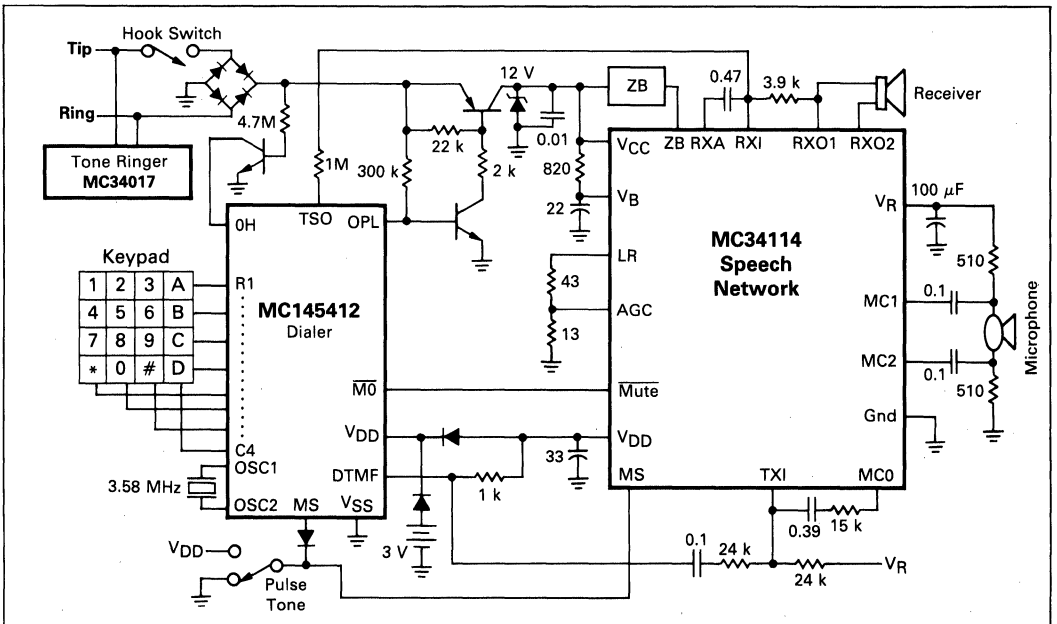 Hook Switch
Tip
Ring
Tone Ringer
MC34017
4.7M
1M
300 k
22 k
2 k
12 V
0.01
ZB
0.47
3.9 k
Receiver
820
22
VCC
ZB
RXA
RXI
RXO1
RXO2
VB
VR
100 μF
510
LR
43
AGC
13
MC34114
Speech
Network
MC1
0.1
MC2
0.1
510
Microphone
Gnd
0H
TSO
OPL
Keypad
1 2 3 A
4 5 6 B
7 8 9 C
* 0 # D
R1
C4
MC145412
Dialer
M0
Mute
VDD
VDD
33
DTMF
1 k
MS
TXI
MC0
OSC1
3.58 MHz
OSC2
MS
VSS
3 V
0.39
15 k
0.1
24 k
24 k
VR
VDD
Pulse
Tone